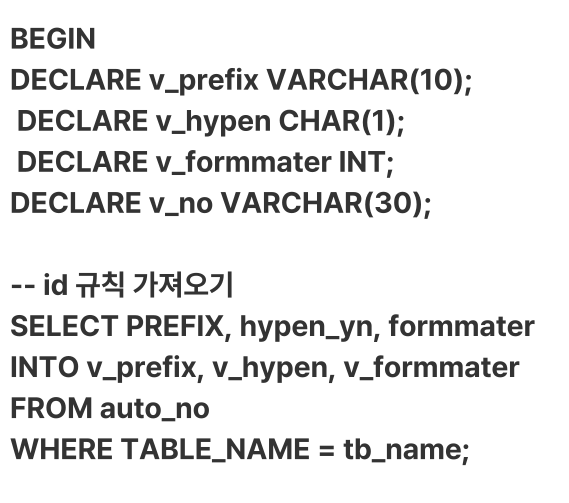 BEGIN
DECLARE v_prefix VARCHAR(10);
DECLARE v_hypen CHAR(1);
DECLARE v_formmater INT;
DECLARE v_no VARCHAR(30);
-- id 규칙 가져오기
SELECT PREFIX, hypen_yn, formmater
INTO v_prefix, v_hypen, v_formmater
FROM auto_no
WHERE TABLE_NAME = tb_name;